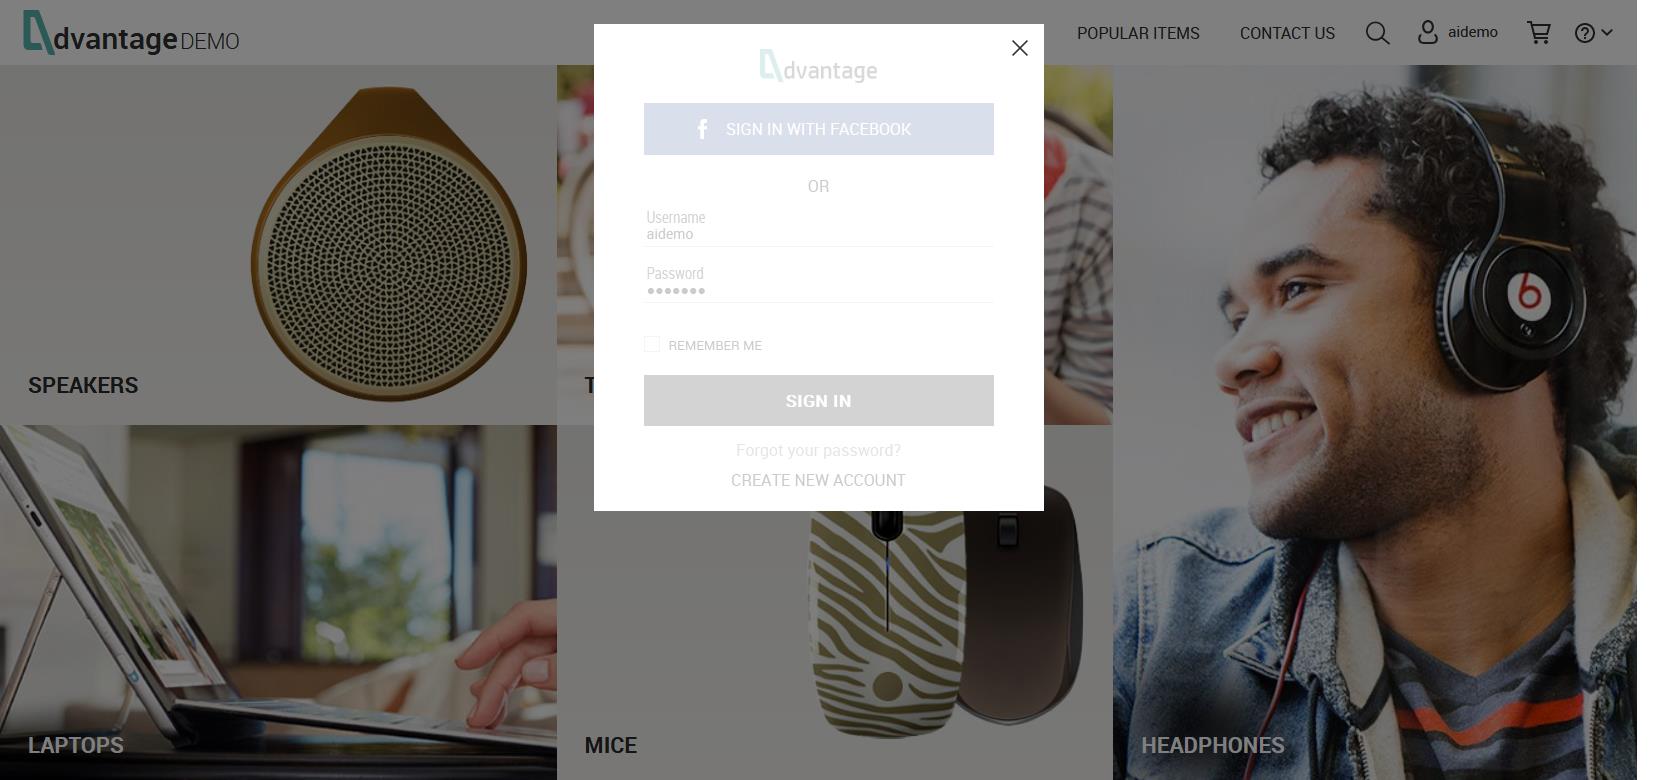 dvantage DEMO
POPULAR ITEMS
CONTACT US
aidemo
dvantage
SIGN IN WITH FACEBOOK
OR
Username
aidemo
Password
REMEMBER ME
SIGN IN
Forgot your password?
CREATE NEW ACCOUNT
SPEAKERS
T
LAPTOPS
MICE
HEADPHONES